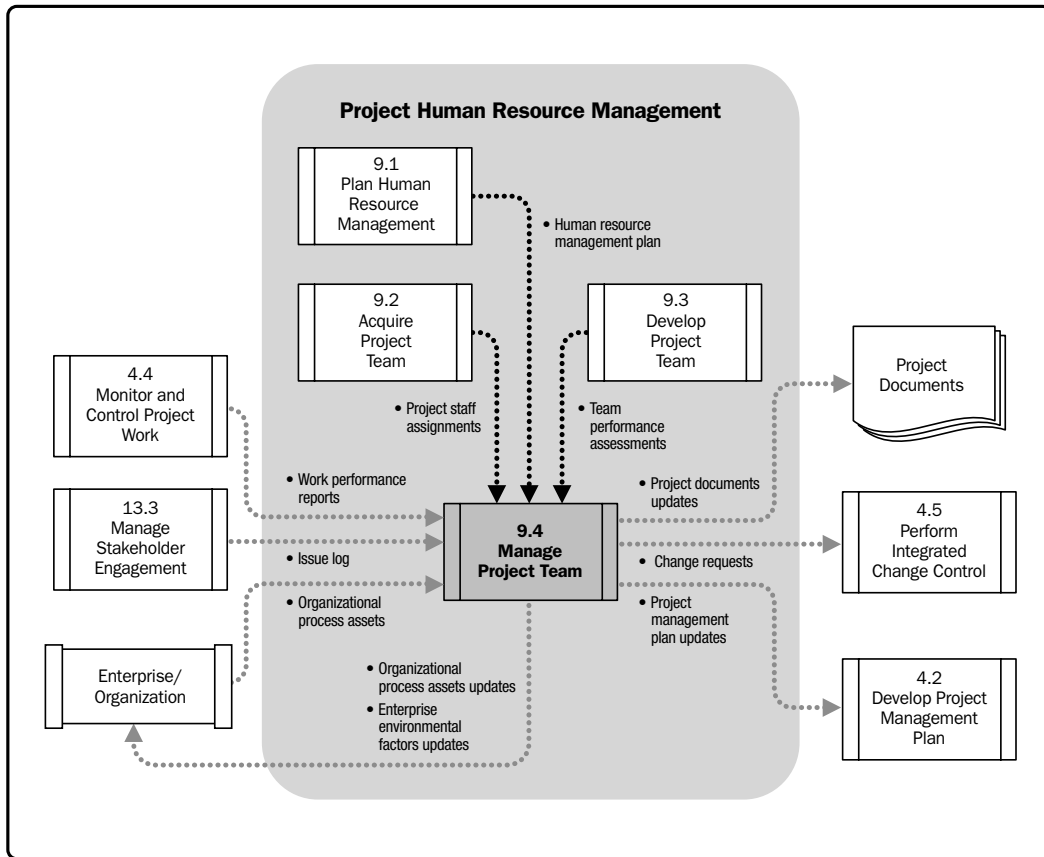 Project Human Resource Management
9.1
Plan Human
Resource
Management
• Human resource
management plan
9.2
Acquire
Project
Team
9.3
Develop
Project
Team
Project
Documents
4.4
Monitor and
Control Project
Work
• Project staff
assignments
• Team
performance
assessments
• Work performance
reports
• Project documents
updates
13.3
Manage
Stakeholder
Engagement
9.4
Manage
Project Team
4.5
Perform
Integrated
Change Control
• Issue log
• Change requests
• Organizational
process assets
• Project
management
plan updates
Enterprise/
Organization
• Organizational
process assets updates
• Enterprise
environmental
factors updates
4.2
Develop Project
Management
Plan